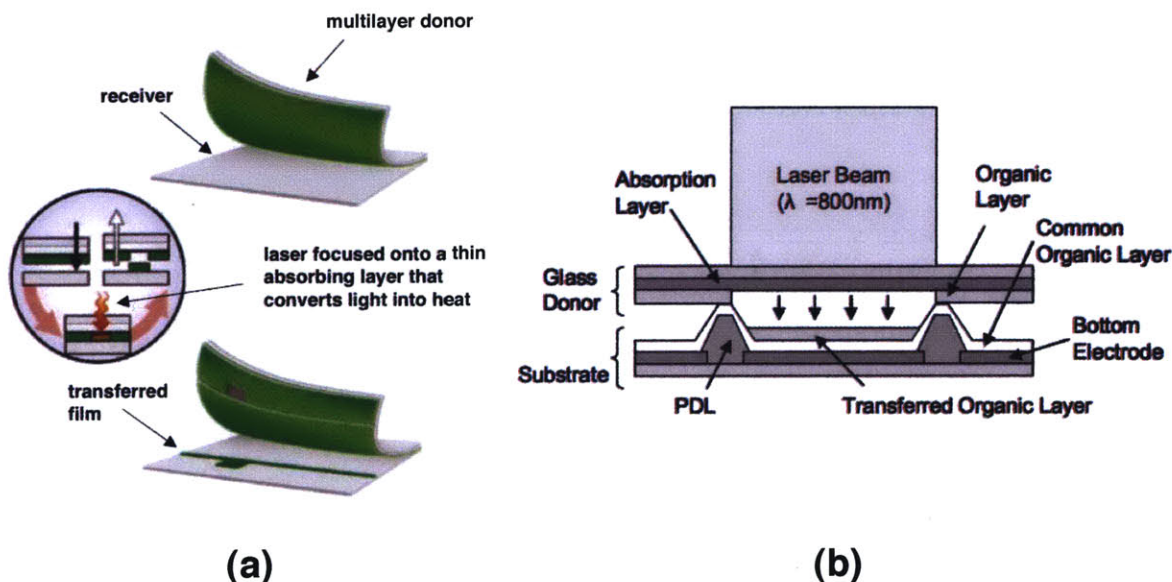 multilayer donor
receiver
laser focused onto a thin
absorbing layer that
converts light into heat
transferred
film
(a)
Laser Beam
(λ =800nm)
Absorption
Layer
Organic
Layer
Common
Organic Layer
Glass
Donor
Bottom
Electrode
Substrate
PDL
Transferred Organic Layer
(b)